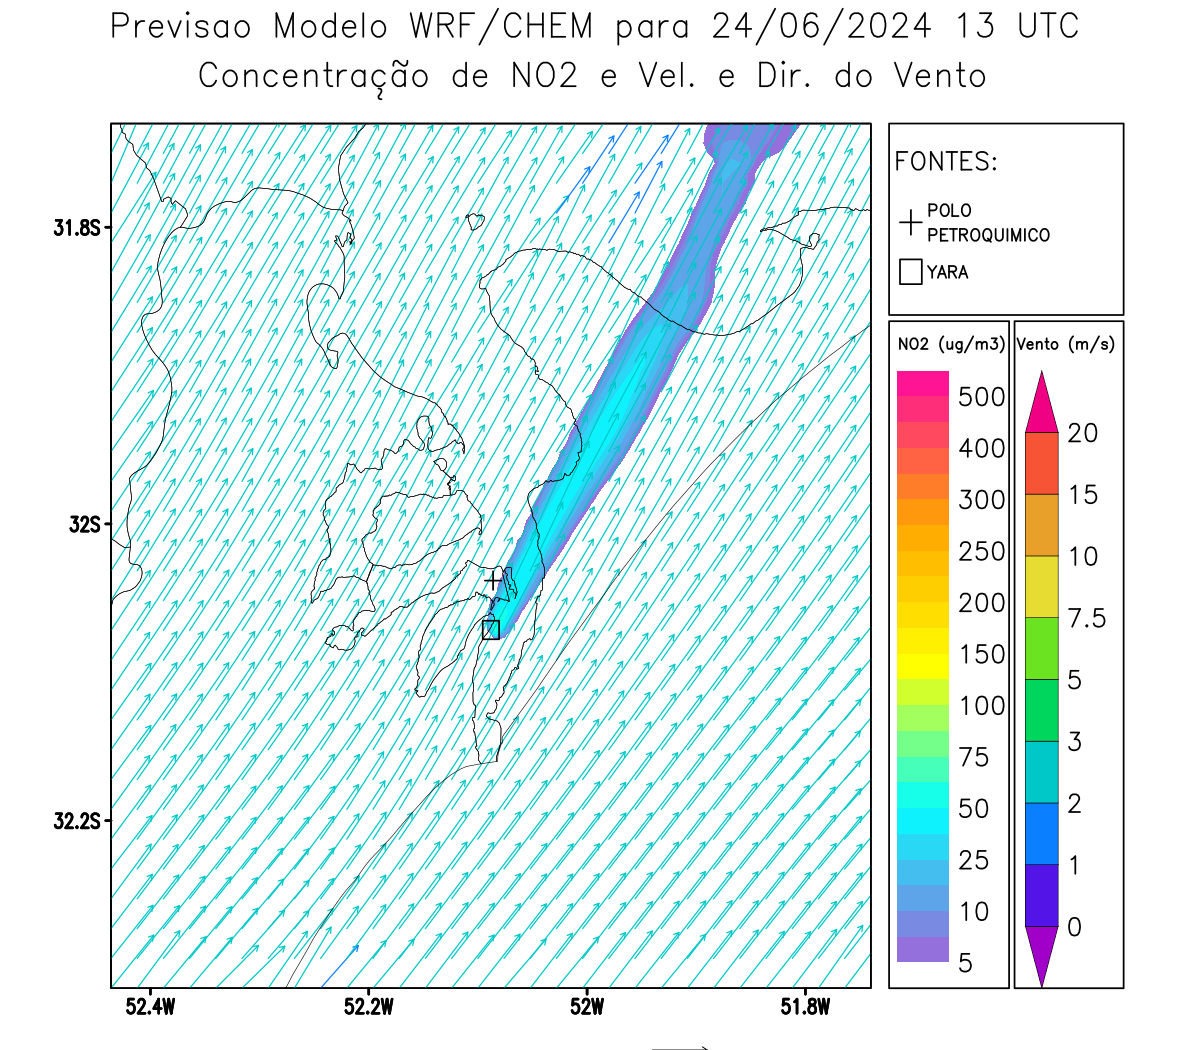 Previsao Modelo WRF/CHEM para 24/06/2024 13 UTC
Concentração de NO2 e Vel. e Dir. do Vento
FONTES:
POLO
PETROQUIMICO
YARA
NO2 (ug/m3)
500
400
300
250
200
150
100
75
50
25
10
5
Vento (m/s)
20
15
10
7.5
5
3
2
1
0
31.8S
32S
32.2S
52.4W
52.2W
52W
51.8W